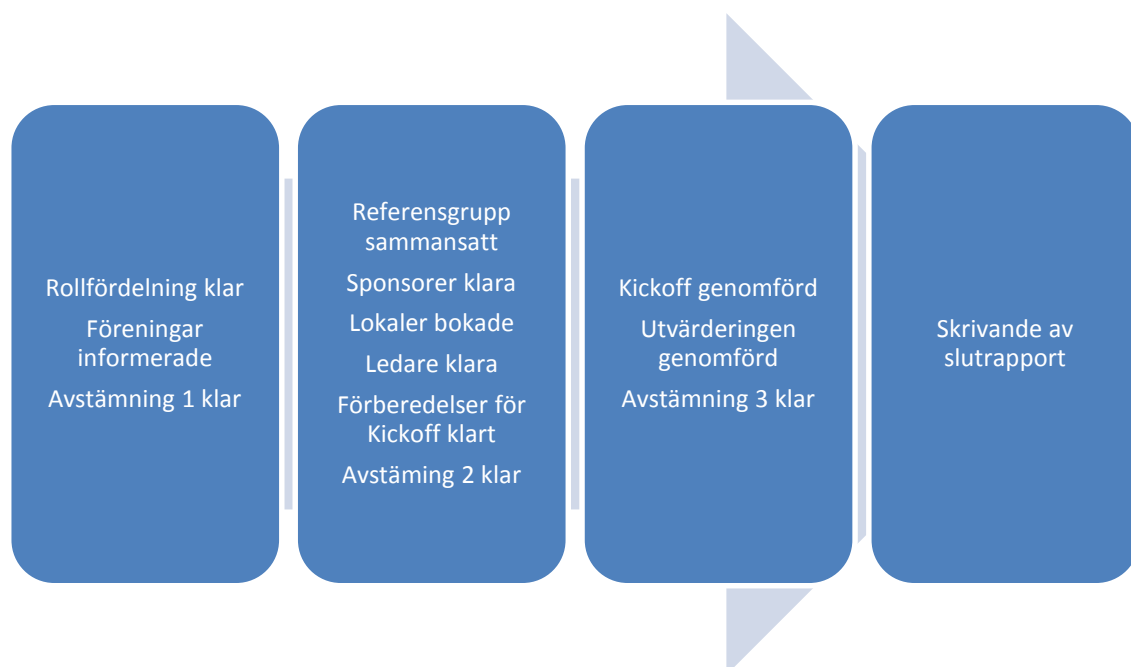 Rollfördelning klar
Föreningar
informerade
Avstämning 1 klar
Referensgrupp
sammansatt
Sponsorer klara
Lokaler bokade
Ledare klara
Förberedelser för
Kickoff klart
Avstäming 2 klar
Kickoff genomförd
Utvärderingen
genomförd
Avstämning 3 klar
Skrivande av
slutrapport